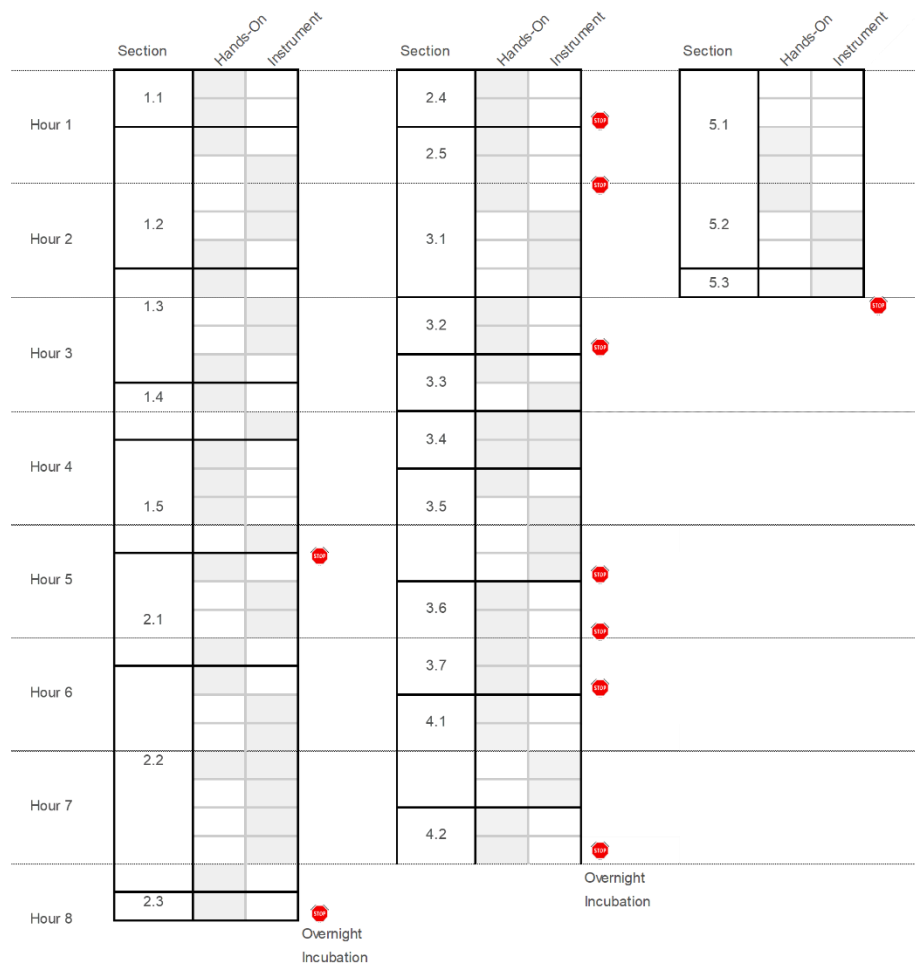 Section Hands-On Instrument
Section Hands-On Instrument
Section Hands-On Instrument
Hour 1
Hour 2
Hour 3
Hour 4
Hour 5
Hour 6
Hour 7
Hour 8
1.1
1.2
1.3
1.4
1.5
2.1
2.2
2.3
STOP
STOP
Overnight
Incubation
2.4
2.5
3.1
3.2
3.3
3.4
3.5
3.6
3.7
4.1
4.2
STOP
STOP
STOP
STOP
STOP
STOP
STOP
Overnight
Incubation
5.1
5.2
5.3
STOP